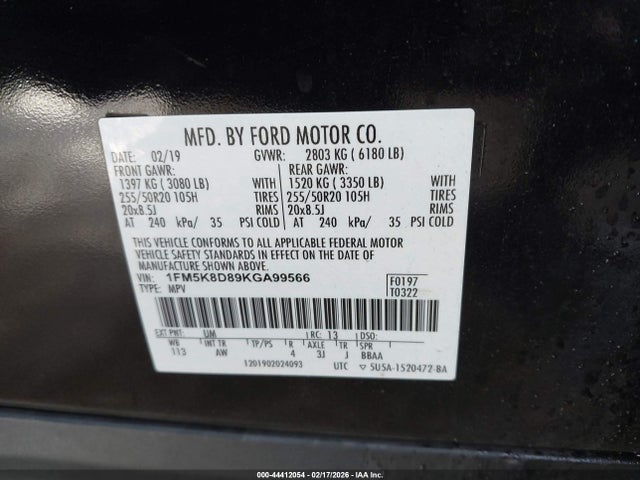 MFD. BY FORD MOTOR CO.
DATE: 02/19 GVWR: 2803 KG ( 6180 LB)
FRONT GAWR: REAR GAWR:
1397 KG ( 3080 LB) WITH 1520 KG ( 3350 LB) WITH
255/50R20 105H TIRES 255/50R20 105H TIRES
20x8.5J RIMS 20x8.5J RIMS
AT 240 kPa/ 35 PSI COLD AT 240 kPa/ 35 PSI COLD
THIS VEHICLE CONFORMS TO ALL APPLICABLE FEDERAL MOTOR
VEHICLE SAFETY STANDARDS IN EFFECT ON THE DATE OF
MANUFACTURE SHOWN ABOVE.
VIN: 1FM5K8D89KGA99566 F0197
TYPE: MPV T0322
EXT PNT: UM RC: 13 DSO:
WB INT TR TP/PS R AXLE TR SPR
113 AW 4 3J J BBAA
1201902024093 UTC ▽ 5U5A-1520472-BA
000-44412054 - 02/17/2026 - IAA Inc.